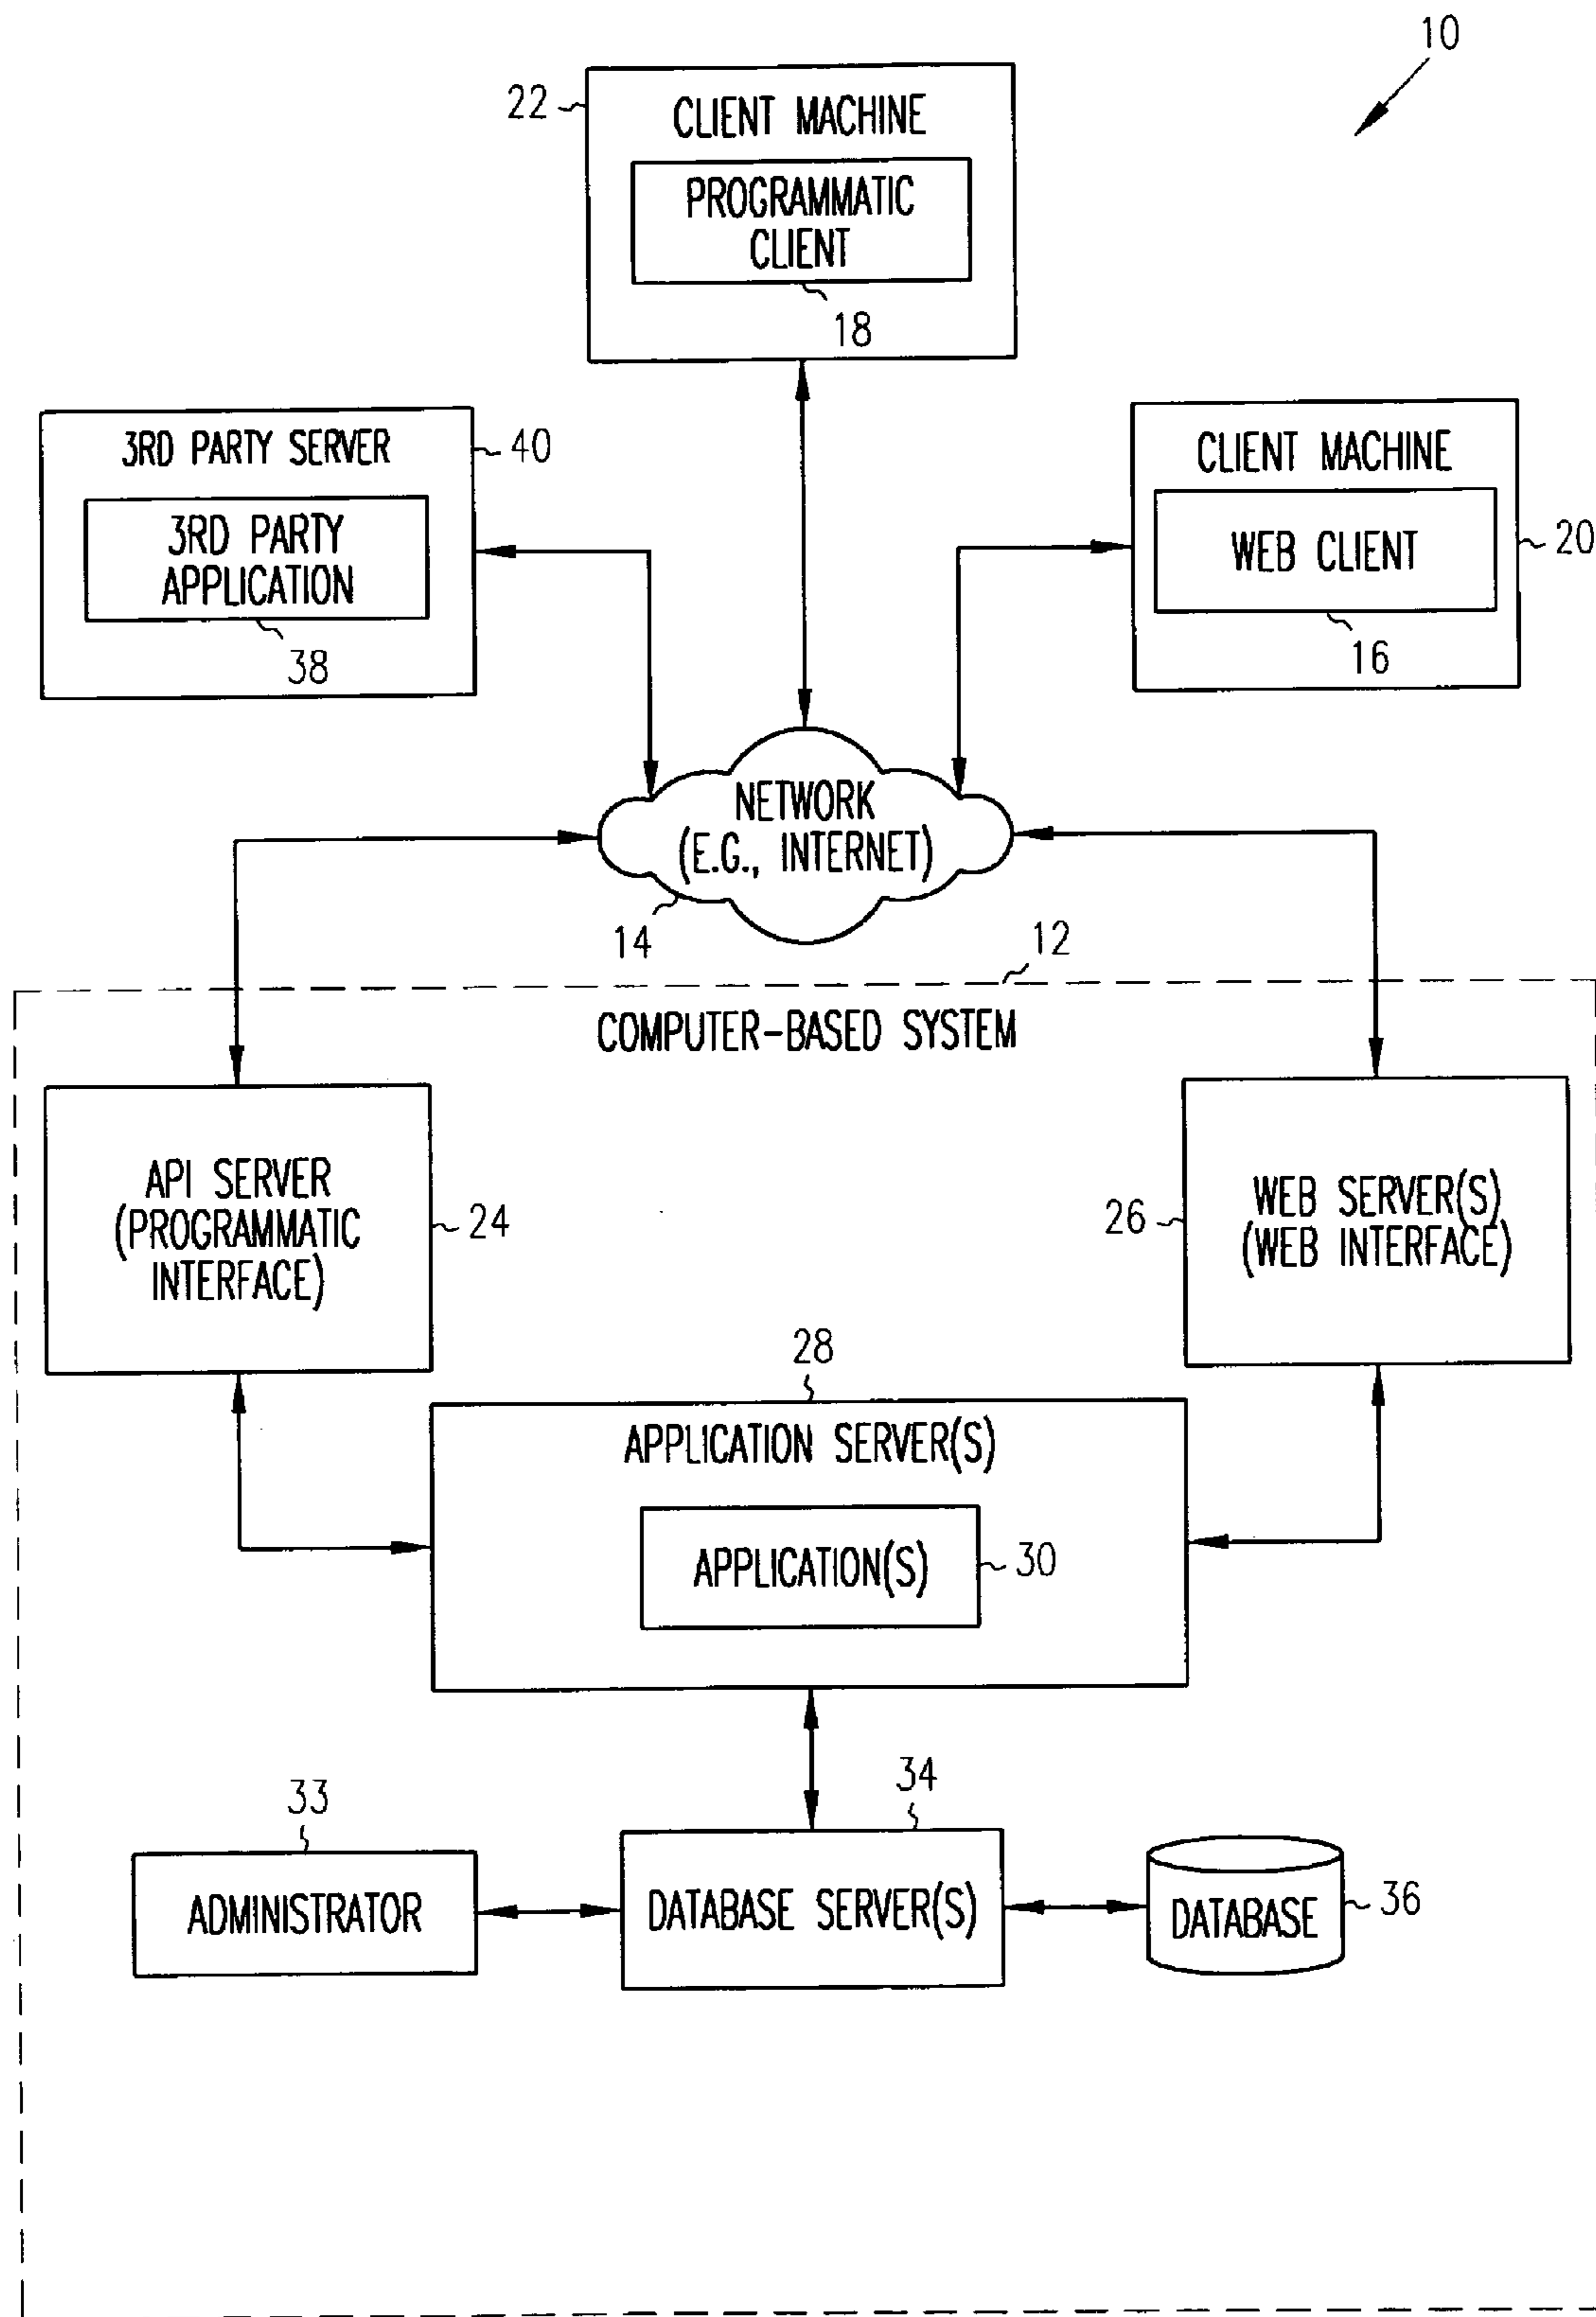 10
22
CLIENT MACHINE
PROGRAMMATIC
CLIENT
18
3RD PARTY SERVER
40
3RD PARTY
APPLICATION
38
CLIENT MACHINE
WEB CLIENT
20
16
NETWORK
(E.G., INTERNET)
14
12
COMPUTER-BASED SYSTEM
API SERVER
(PROGRAMMATIC
INTERFACE)
24
26
WEB SERVER(S)
(WEB INTERFACE)
28
APPLICATION SERVER(S)
APPLICATION(S)
30
33
ADMINISTRATOR
34
DATABASE SERVER(S)
DATABASE
36